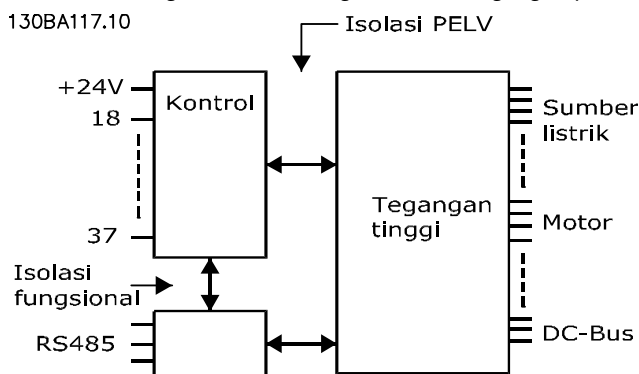 130BA117.10
Isolasi PELV
+24V
18
37
Kontrol
Tegangan
tinggi
Sumber
listrik
Motor
DC-Bus
Isolasi
fungsional
RS485